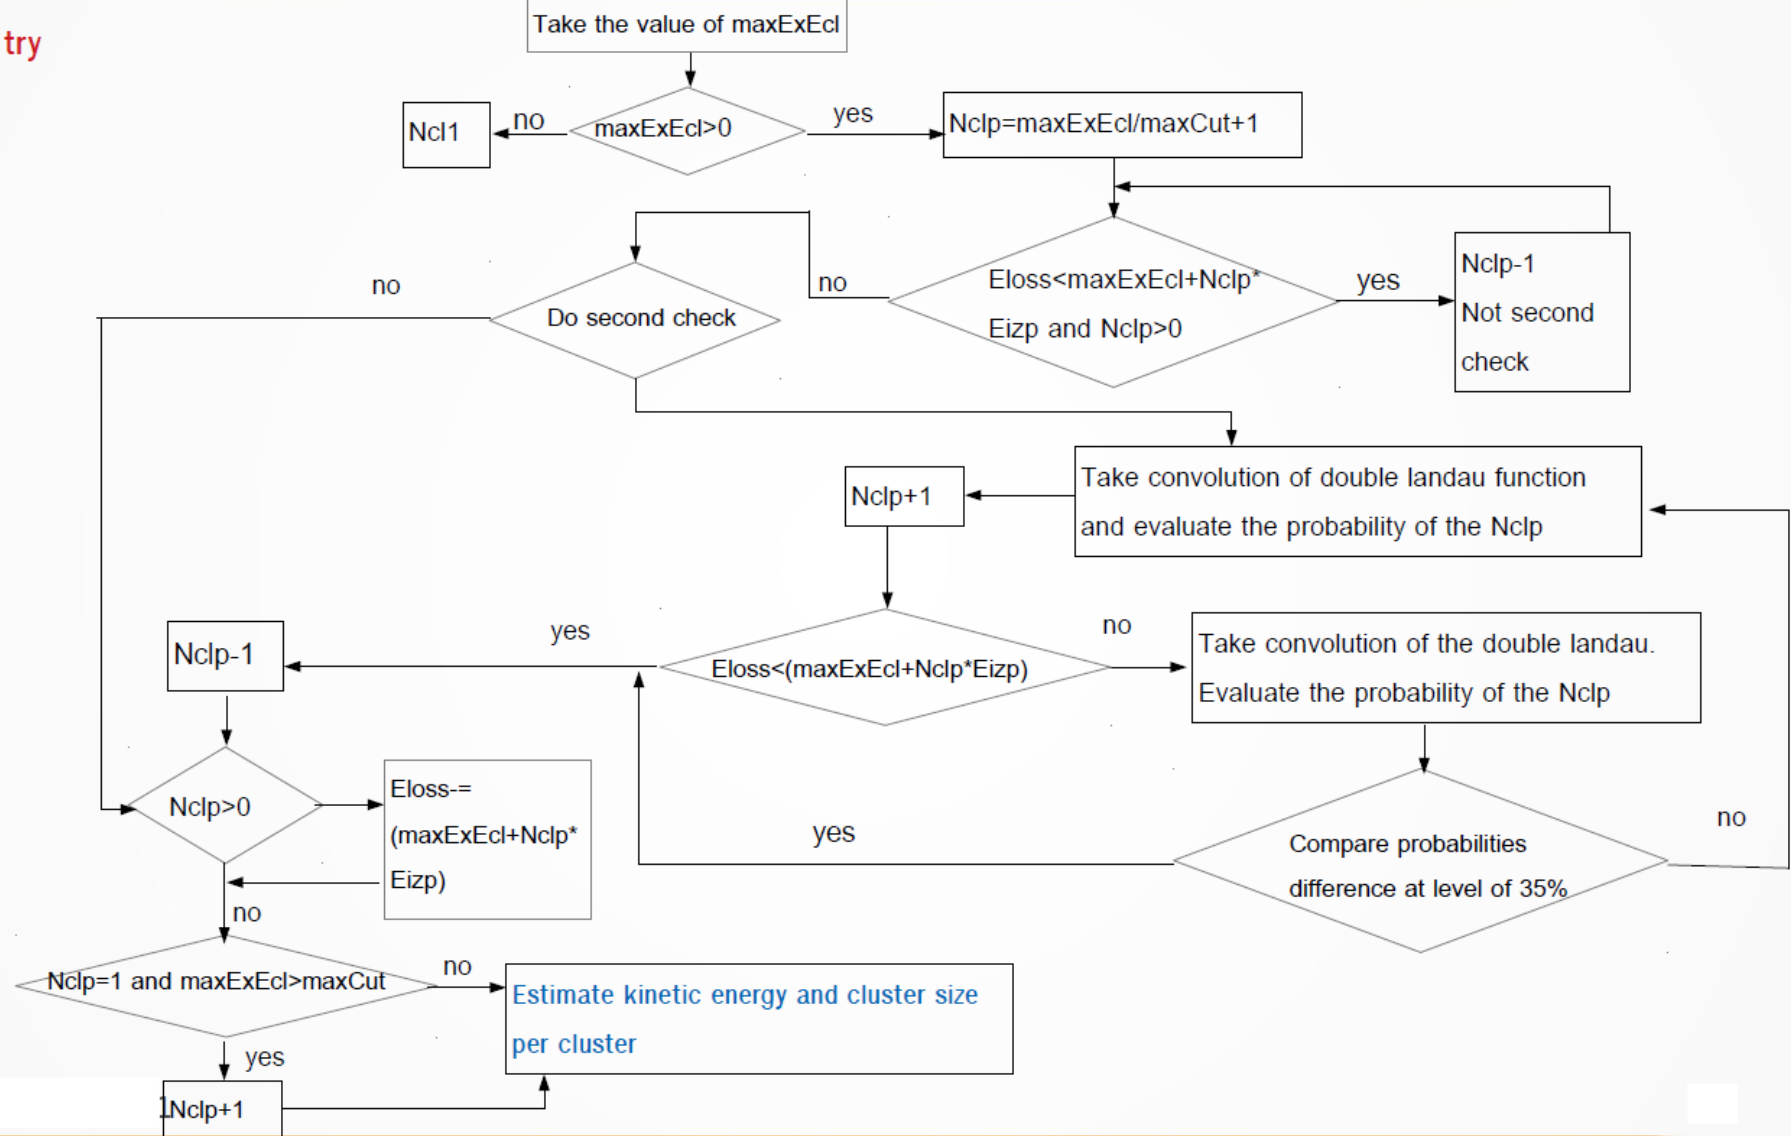 try
Take the value of maxExEcl
Ncl1
no
maxExEcl>0
yes
Nclp=maxExEcl/maxCut+1
no
Do second check
no
Eloss<maxExEcl+Nclp*
Eizp and Nclp>0
yes
Nclp-1
Not second
check
Nclp+1
Take convolution of double landau function
and evaluate the probability of the Nclp
Nclp-1
yes
Eloss<(maxExEcl+Nclp*Eizp)
no
Take convolution of the double landau.
Evaluate the probability of the Nclp
Nclp>0
Eloss-=
(maxExEcl+Nclp*
Eizp)
yes
Compare probabilities
difference at level of 35%
no
no
Nclp=1 and maxExEcl>maxCut
no
Estimate kinetic energy and cluster size
per cluster
yes
1
Nclp+1